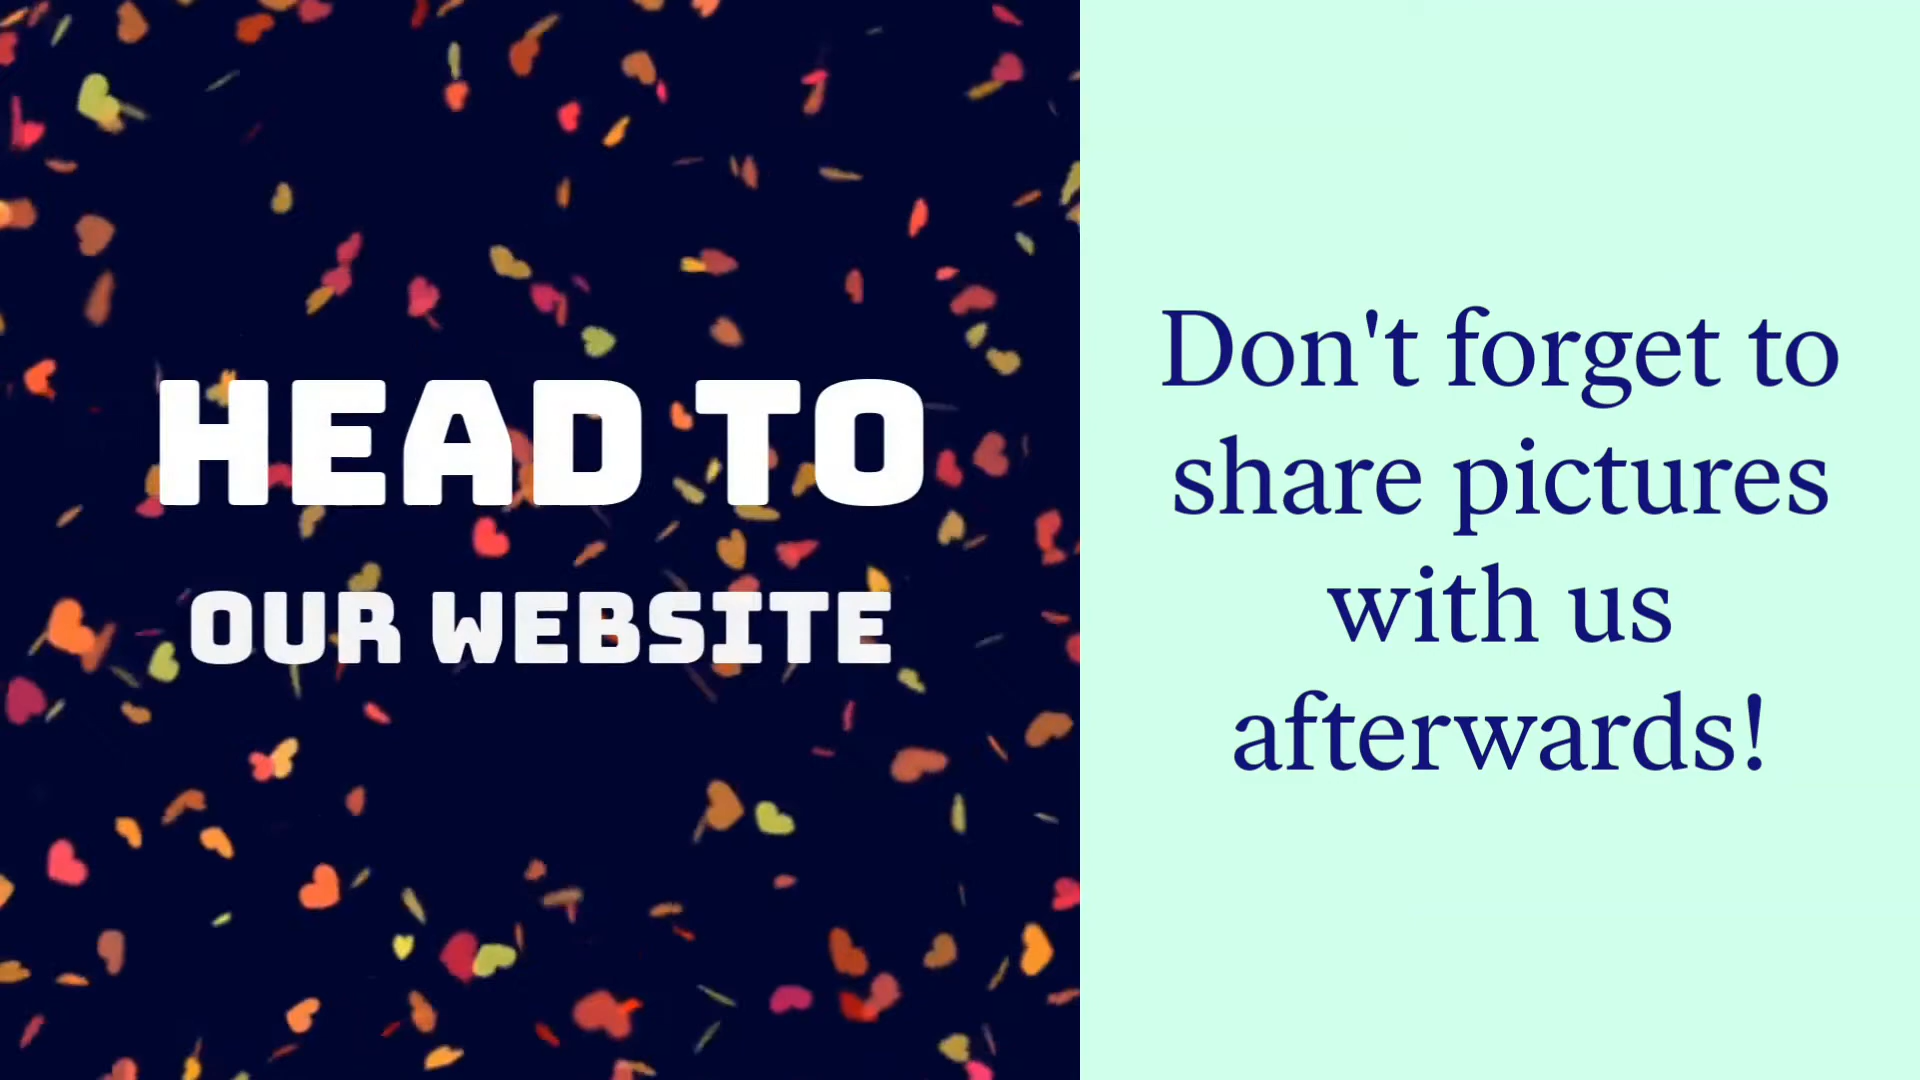 HEAD TO
OUR WEBSITE
Don't forget to
share pictures
with us
afterwards!